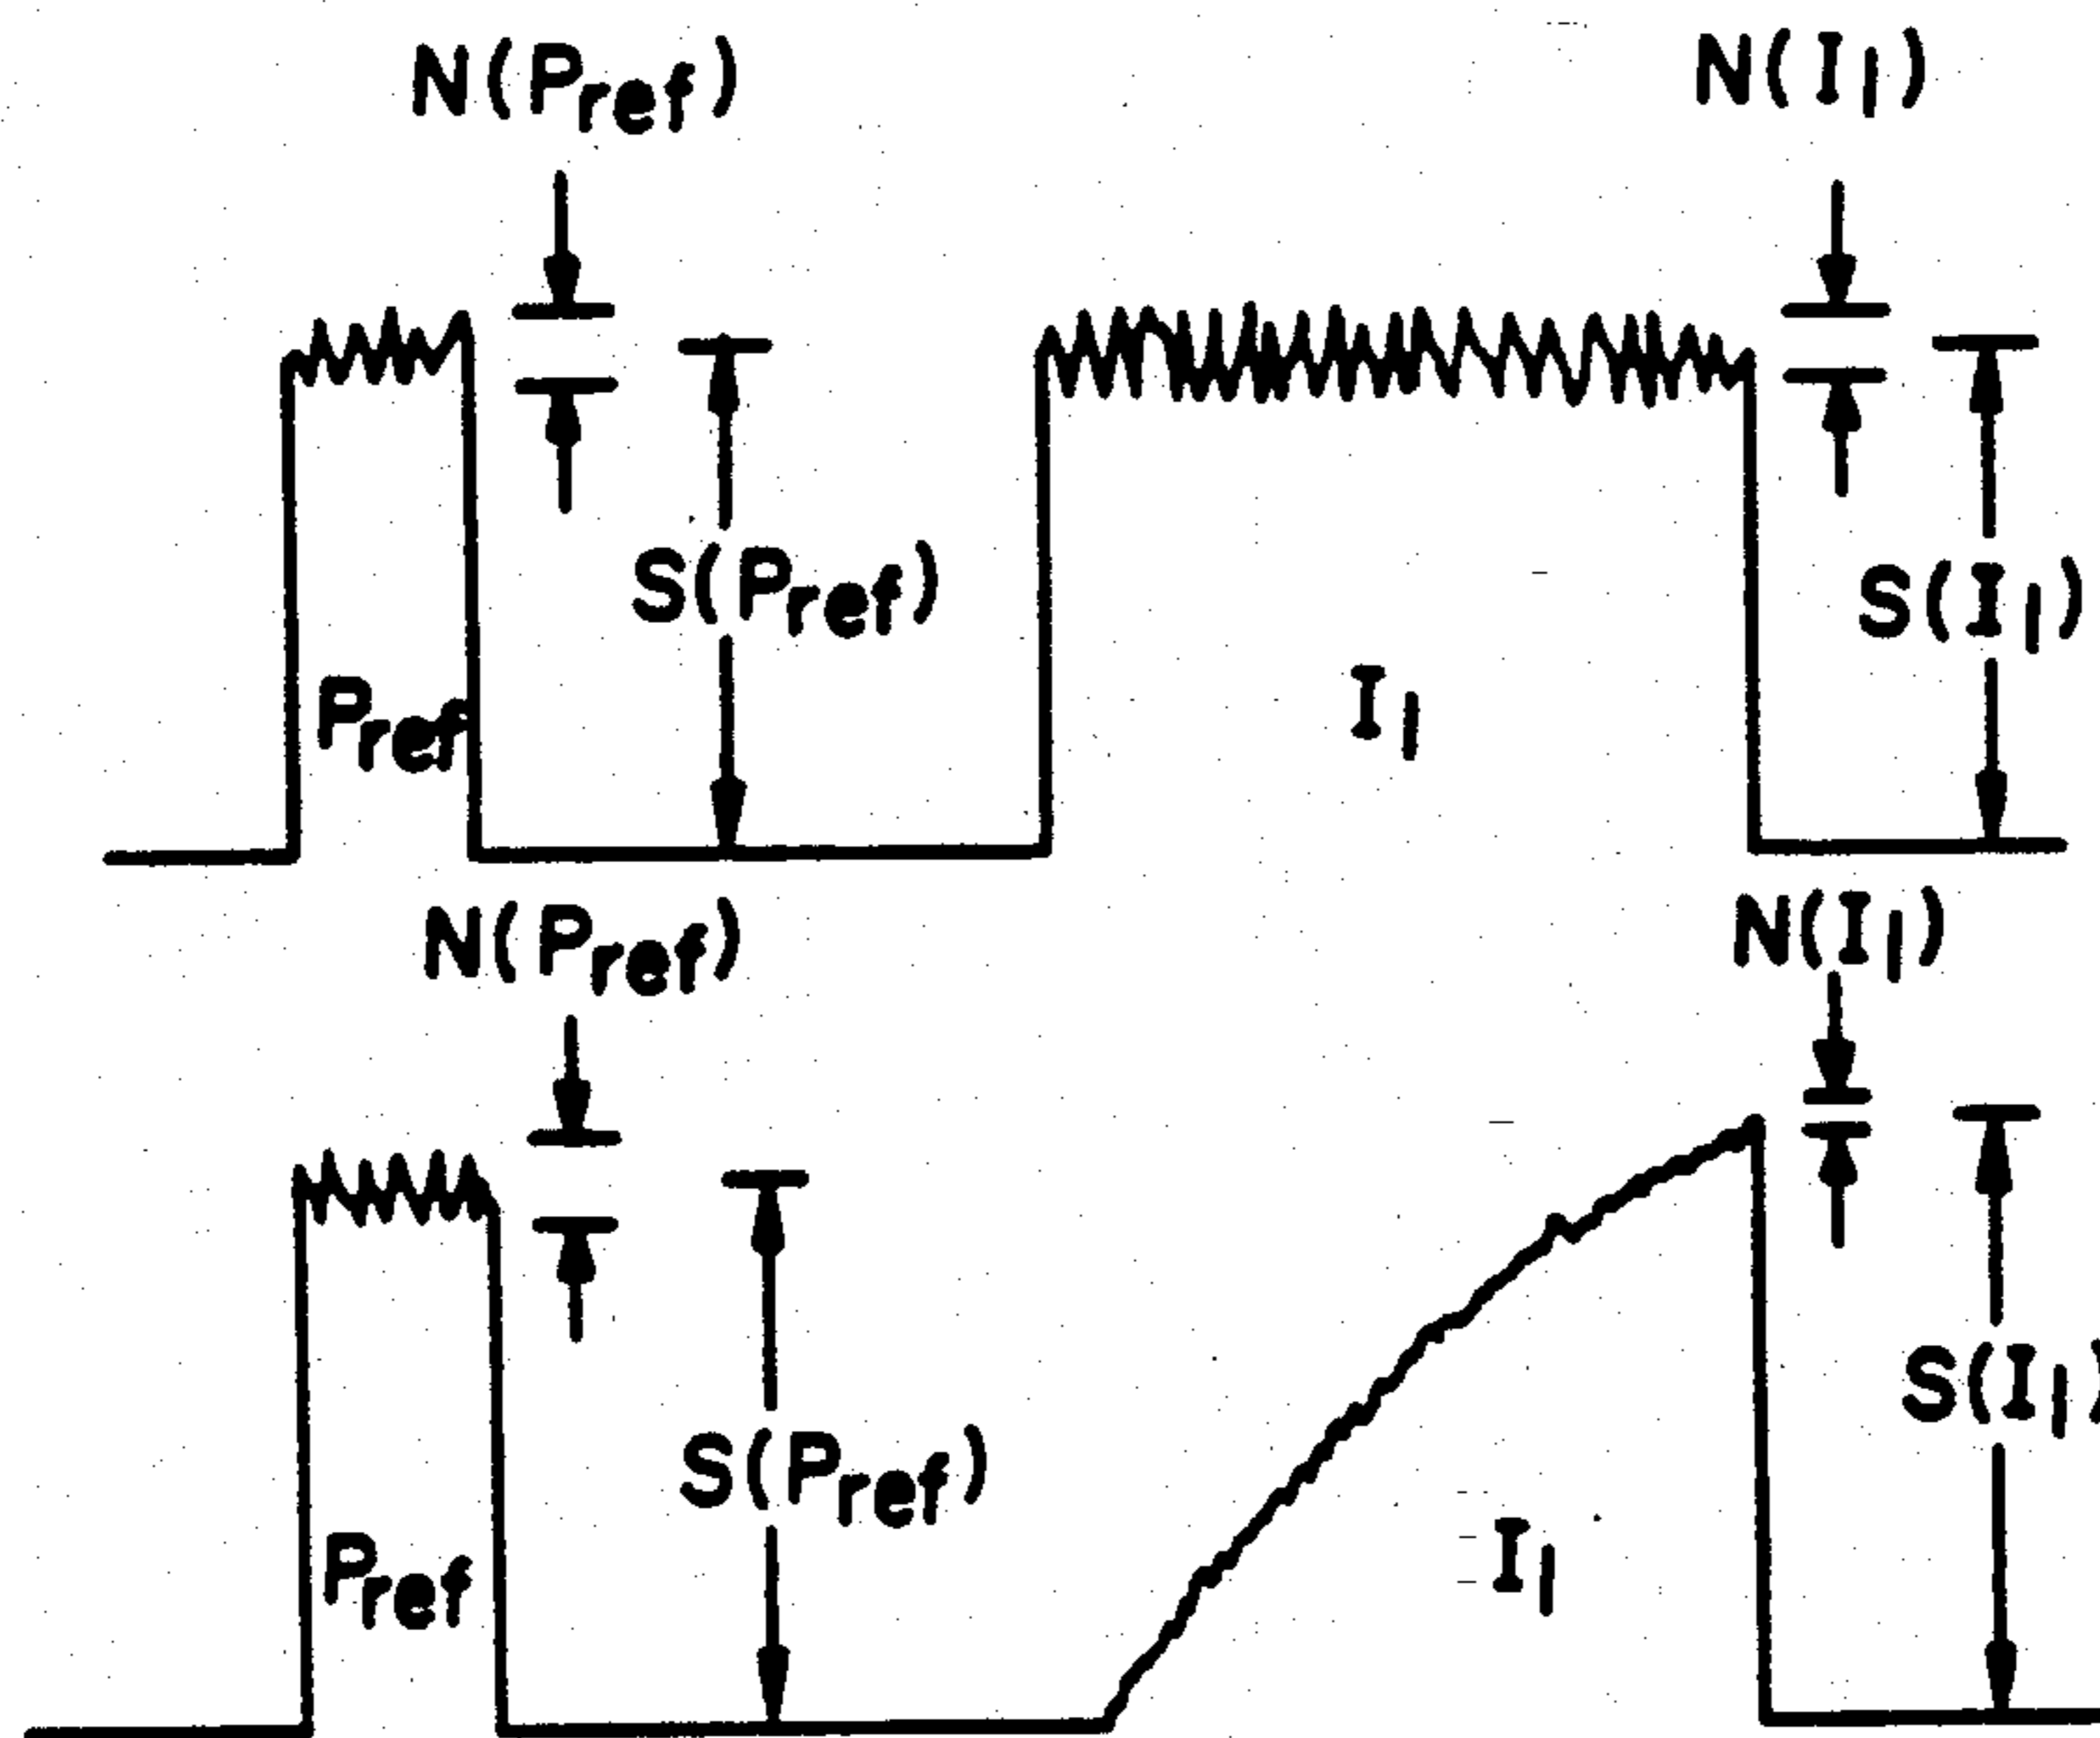 N(Pref)
N(I1)
S(Pref)
S(I1)
Pref
I1
N(Pref)
N(I1)
S(Pref)
S(I1)
Pref
I1